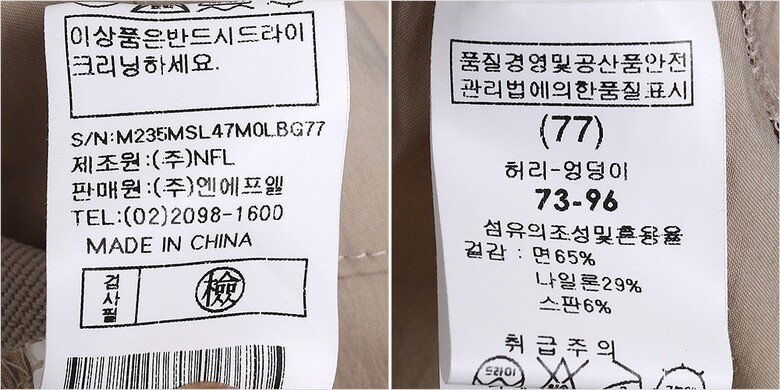 이상품은반드시드라이
크리닝하세요.
S/N:M235MSL47M0LBG77
제조원:(주)NFL
판매원:(주)엔에프엘
TEL:(02)2098-1600
MADE IN CHINA
검사필
檢
품질경영및공산품안전
관리법에의한품질표시
(77)
허리-엉덩이
73-96
섬유의조성및혼용율
겉감 : 면65%
나일론29%
스판6%
취급주의
드라이